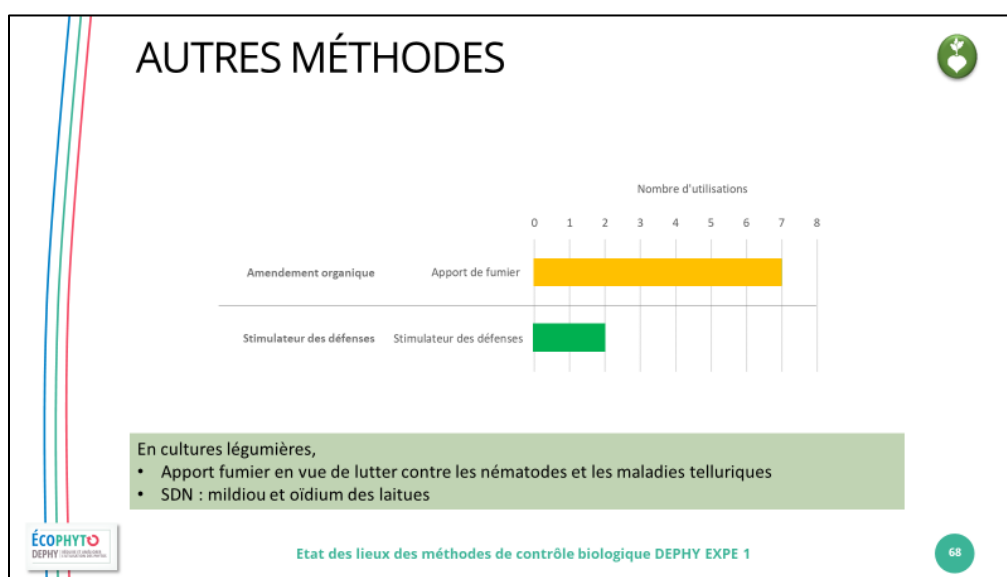 AUTRES MÉTHODES
Nombre d'utilisations
0 1 2 3 4 5 6 7 8
Amendement organique Apport de fumier
Stimulateur des défenses Stimulateur des défenses
En cultures légumières,
• Apport fumier en vue de lutter contre les nématodes et les maladies telluriques
• SDN : mildiou et oïdium des laitues
ÉCOPHYTO
DEPHY
Etat des lieux des méthodes de contrôle biologique DEPHY EXPE 1
68